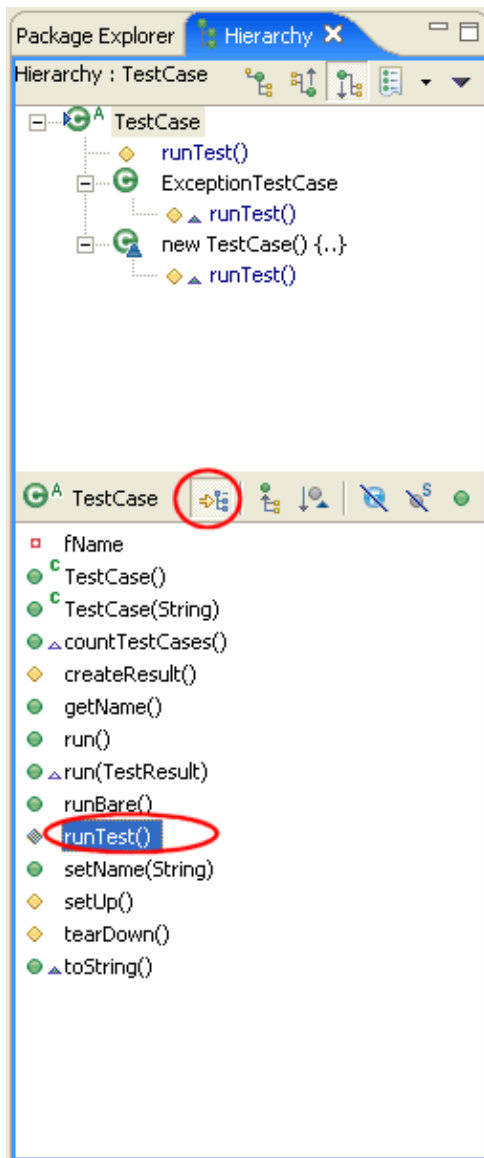 Package Explorer Hierarchy
Hierarchy : TestCase
A TestCase
runTest()
C ExceptionTestCase
runTest()
C new TestCase() {..}
runTest()
A TestCase
S
fName
C TestCase()
C TestCase(String)
countTestCases()
createResult()
getName()
run()
run(TestResult)
runBare()
runTest()
setName(String)
setUp()
tearDown()
toString()